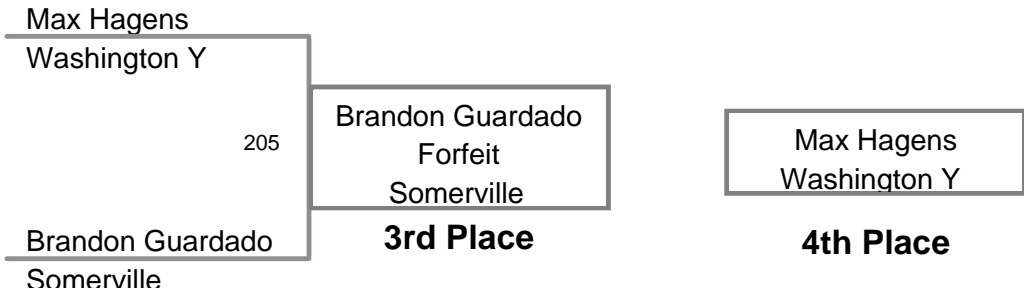 Max Hagens
Washington Y
205
Brandon Guardado
Somerville
Brandon Guardado
Forfeit
Somerville
3rd Place
Max Hagens
Washington Y
4th Place